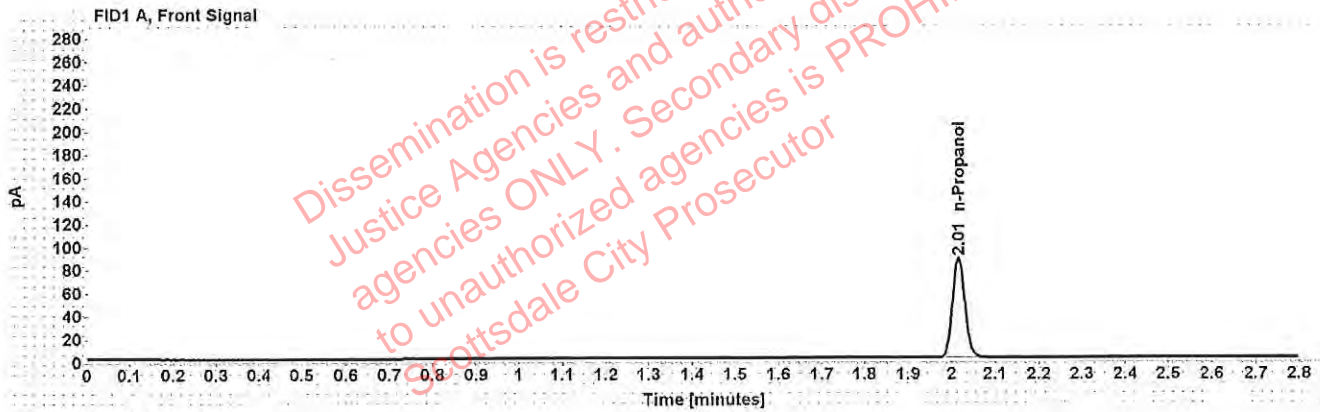 FID1 A, Front Signal
280
260
240
220
200
180
160
140
120
100
80
60
40
20
0
pA
2.01 n-Propanol
0 0.1 0.2 0.3 0.4 0.5 0.6 0.7 0.8 0.9 1 1.1 1.2 1.3 1.4 1.5 1.6 1.7 1.8 1.9 2 2.1 2.2 2.3 2.4 2.5 2.6 2.7 2.8
Time [minutes]
Dissemination is
Justice Agencies and
agencies ONLY. Secondary
to unauthorized agencies is
Scottsdale City Prosecutor